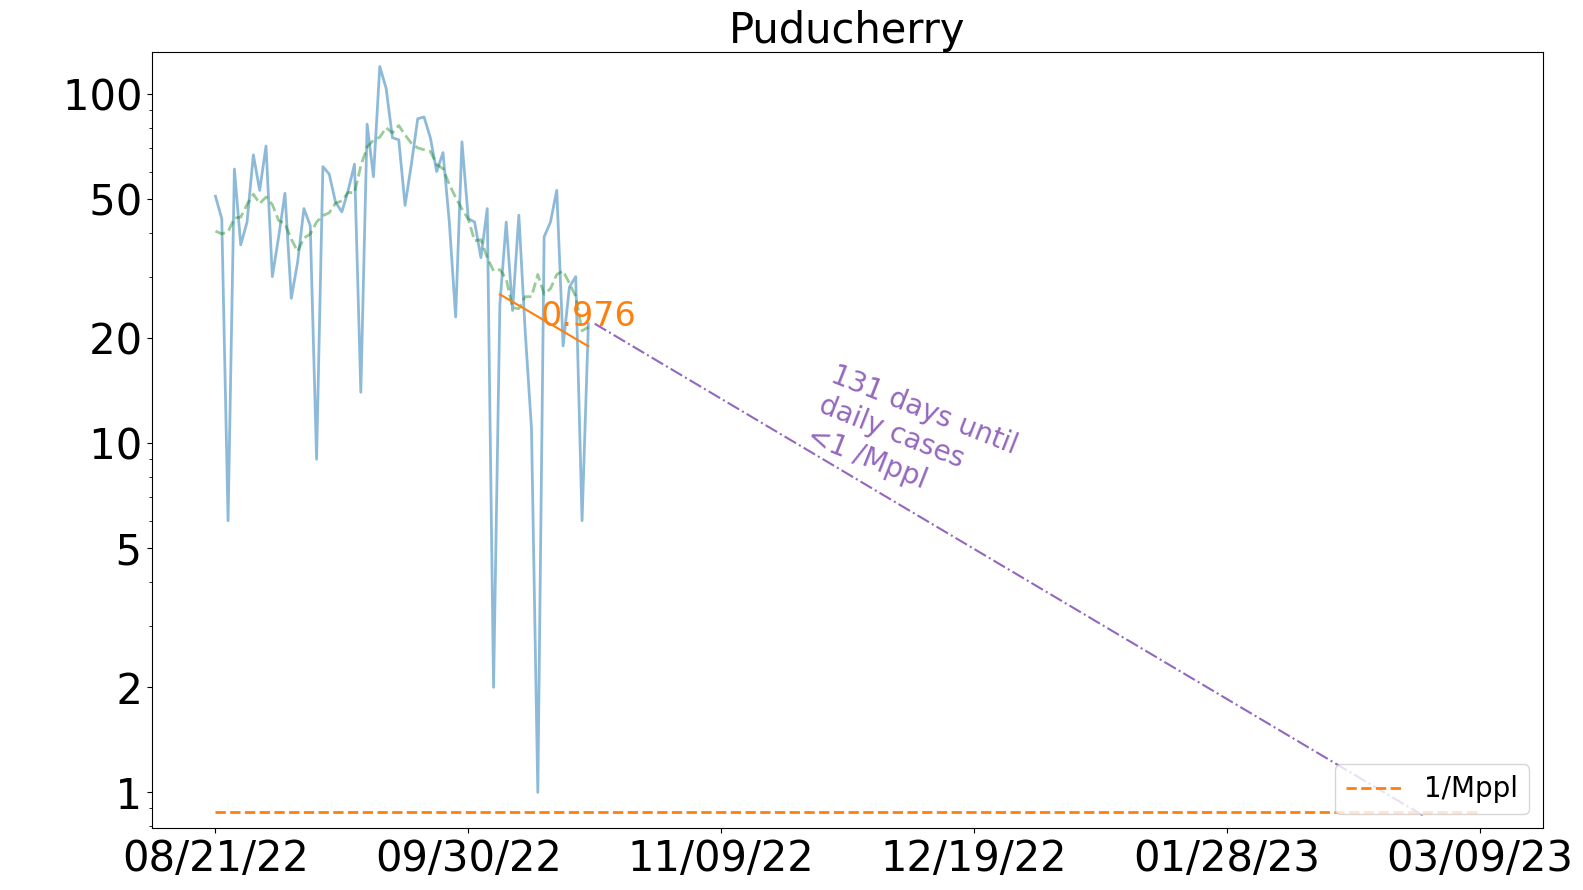 Puducherry
100
50
20
10
5
2
1
0.976
131 days until
daily cases
<1 /Mppl
1/Mppl
08/21/22
09/30/22
11/09/22
12/19/22
01/28/23
03/09/23